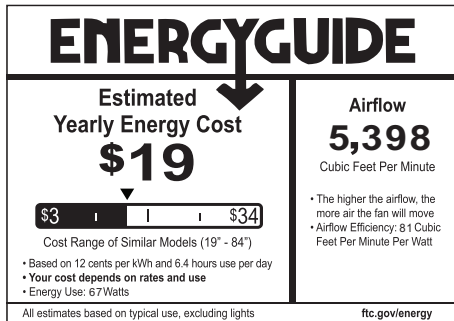 ENERGYGUIDE
Estimated
Yearly Energy Cost
$19
$3 $34
Cost Range of Similar Models (19" - 84")
• Based on 12 cents per kWh and 6.4 hours use per day
• Your cost depends on rates and use
• Energy Use: 67Watts
Airflow
5,398
Cubic Feet Per Minute
• The higher the airflow, the
more air the fan will move
• Airflow Efficiency: 81 Cubic
Feet Per Minute Per Watt
All estimates based on typical use, excluding lights
ftc.gov/energy